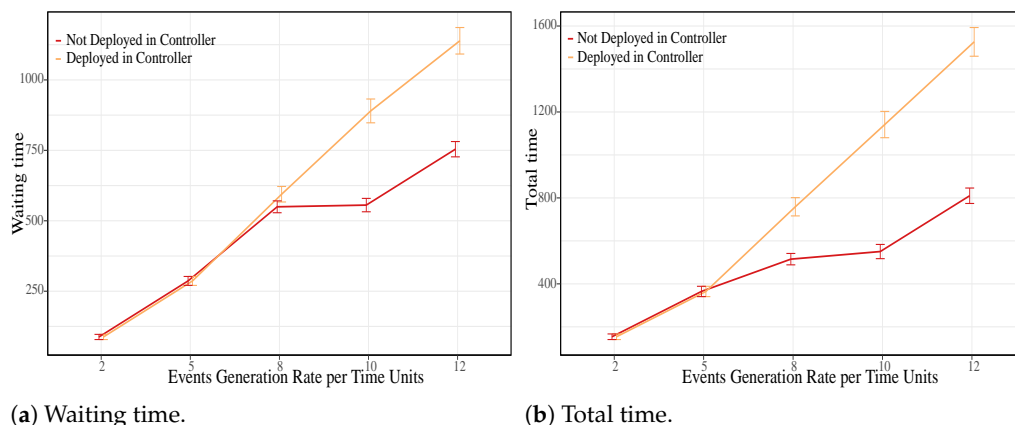 Not Deployed in Controller
Deployed in Controller
Waiting time
1000
750
500
250
2 5 8 10 12
Events Generation Rate per Time Units
(a) Waiting time.
Not Deployed in Controller
Deployed in Controller
Total time
1600
1200
800
400
2 5 8 10 12
Events Generation Rate per Time Units
(b) Total time.